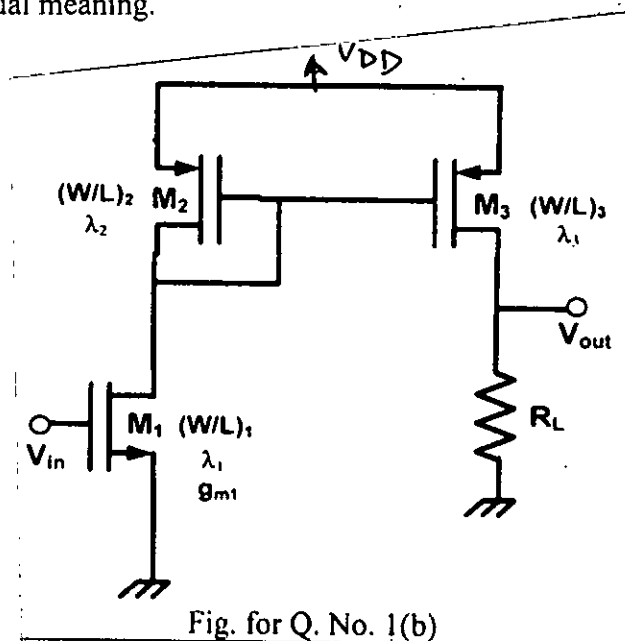 ual meaning.
VDD
(W/L)₂ M₂ M₃ (W/L)₃
λ₂ λ₁
Vout
M₁ (W/L)₁ RL
Vin λ₁
gm1
Fig. for Q. No. 1(b)